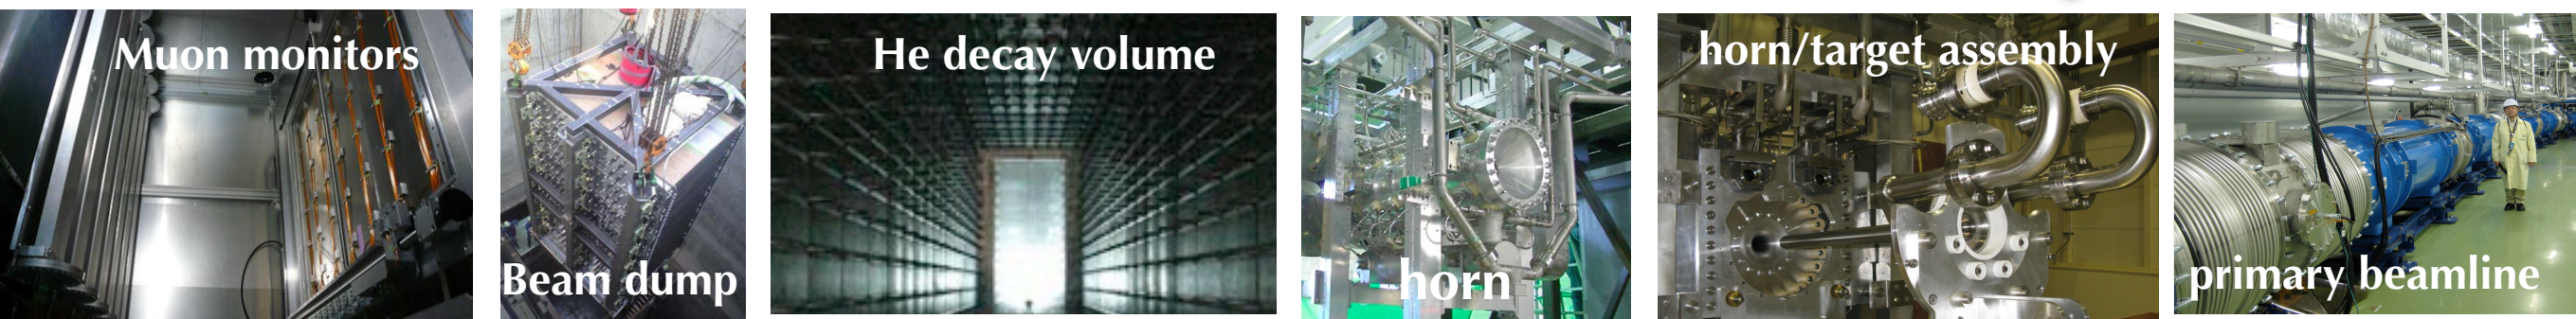 Muon monitors
Beam dump
He decay volume
horn
horn/target assembly
primary beamline